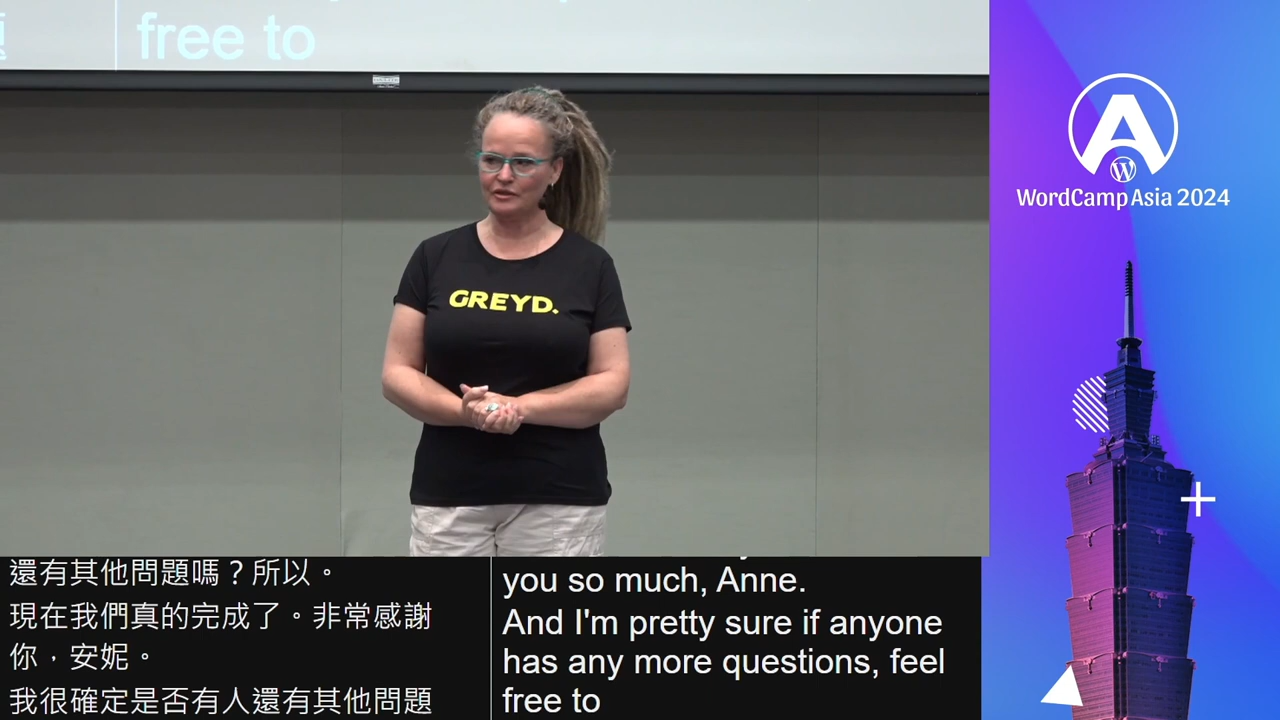 free to
GREYD.
WordCamp Asia 2024
還有其他問題嗎？所以。
現在我們真的完成了。非常感謝
你，安妮。
我很確定是否有人還有其他問題
you so much, Anne.
And I'm pretty sure if anyone
has any more questions, feel
free to